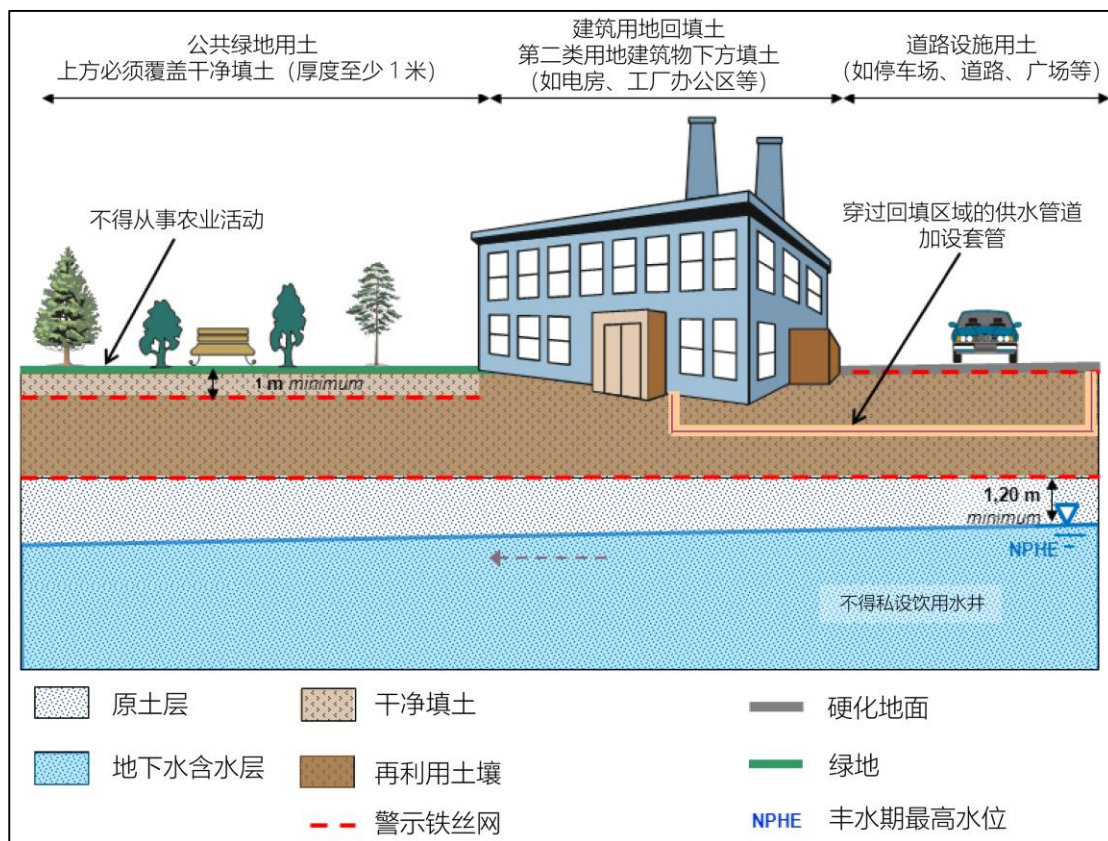 公共绿地用土
上方必须覆盖干净填土（厚度至少 1 米）
建筑用地回填土
第二类用地建筑物下方填土
（如电房、工厂办公区等）
道路设施用土
（如停车场、道路、广场等）
不得从事农业活动
穿过回填区域的供水管道
加设套管
1 m minimum
1,20 m
minimum
NPHE
不得私设饮用水井
原土层
干净填土
硬化地面
地下水含水层
再利用土壤
绿地
警示铁丝网
NPHE 丰水期最高水位